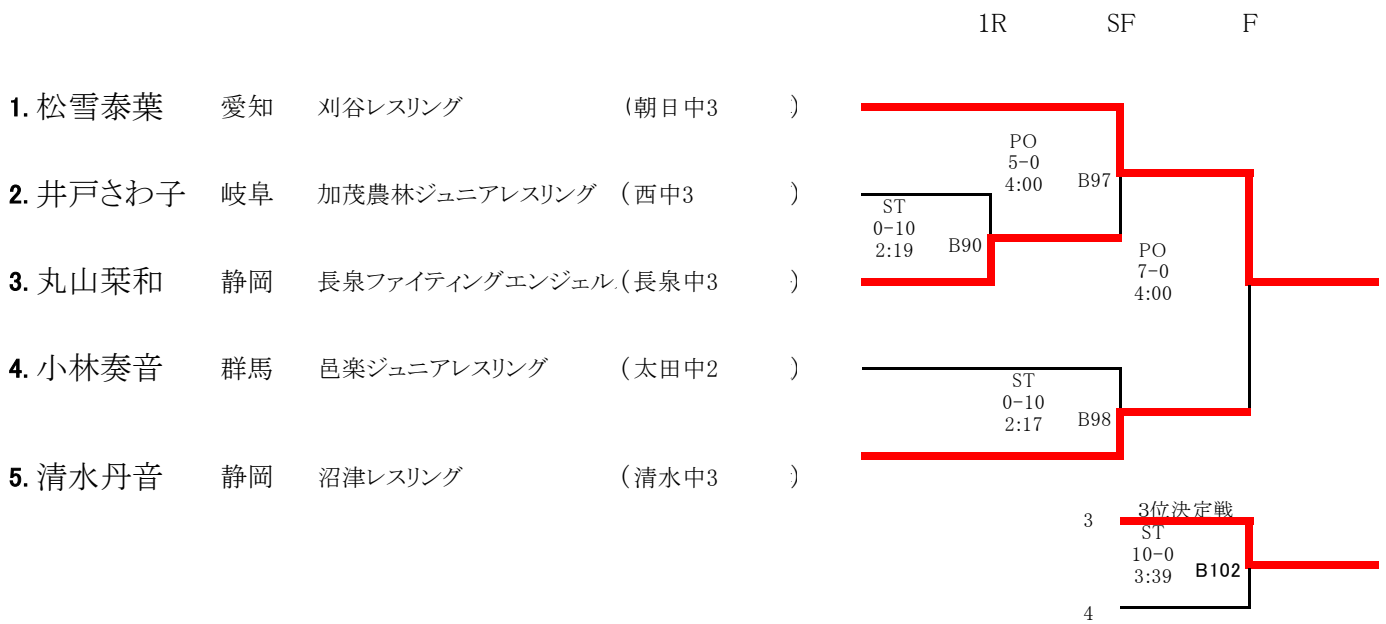 1R SF F
1. 松雪泰葉 愛知 刈谷レスリング (朝日中3 )
PO
5-0
4:00 B97
2. 井戸さわ子 岐阜 加茂農林ジュニアレスリング (西中3 )
ST
0-10
2:19 B90
PO
7-0
4:00
3. 丸山栞和 静岡 長泉ファイティングエンジェル (長泉中3 )
4. 小林奏音 群馬 邑楽ジュニアレスリング (太田中2 )
ST
0-10
2:17 B98
5. 清水丹音 静岡 沼津レスリング (清水中3 )
3位決定戦
3
ST
10-0
3:39 B102
4